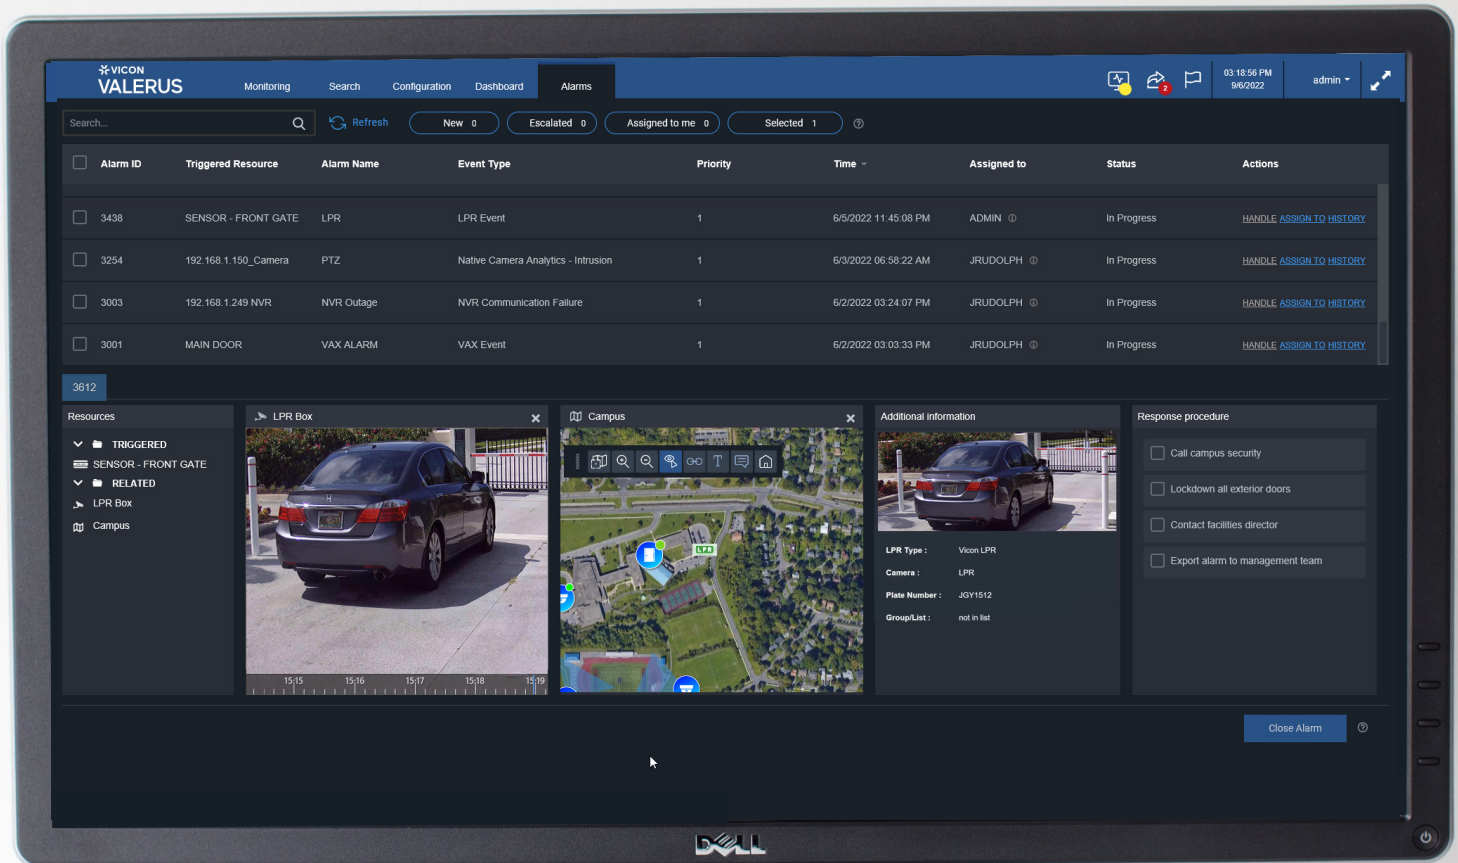 VICON
VALERUS
Monitoring Search Configuration Dashboard Alarms
2
03:18:56 PM
9/6/2022
admin
Search... Refresh New 0 Escalated 0 Assigned to me 0 Selected 1
Alarm ID Triggered Resource Alarm Name Event Type Priority Time Assigned to Status Actions
3438 SENSOR - FRONT GATE LPR LPR Event 1 6/5/2022 11:45:08 PM ADMIN In Progress HANDLE ASSIGN TO HISTORY
3254 192.168.1.150_Camera PTZ Native Camera Analytics - Intrusion 1 6/3/2022 06:58:22 AM JRUDOLPH In Progress HANDLE ASSIGN TO HISTORY
3003 192.168.1.249 NVR NVR Outage NVR Communication Failure 1 6/2/2022 03:24:07 PM JRUDOLPH In Progress HANDLE ASSIGN TO HISTORY
3001 MAIN DOOR VAX ALARM VAX Event 1 6/2/2022 03:03:33 PM JRUDOLPH In Progress HANDLE ASSIGN TO HISTORY
3612
Resources
TRIGGERED
SENSOR - FRONT GATE
RELATED
LPR Box
Campus
LPR Box
15:15 15:16 15:17 15:18 15:19
Campus
T
LPR
Additional information
LPR Type : Vicon LPR
Camera : LPR
Plate Number : JGY1512
Group/List : not in list
Response procedure
Call campus security
Lockdown all exterior doors
Contact facilities director
Export alarm to management team
Close Alarm
DELL